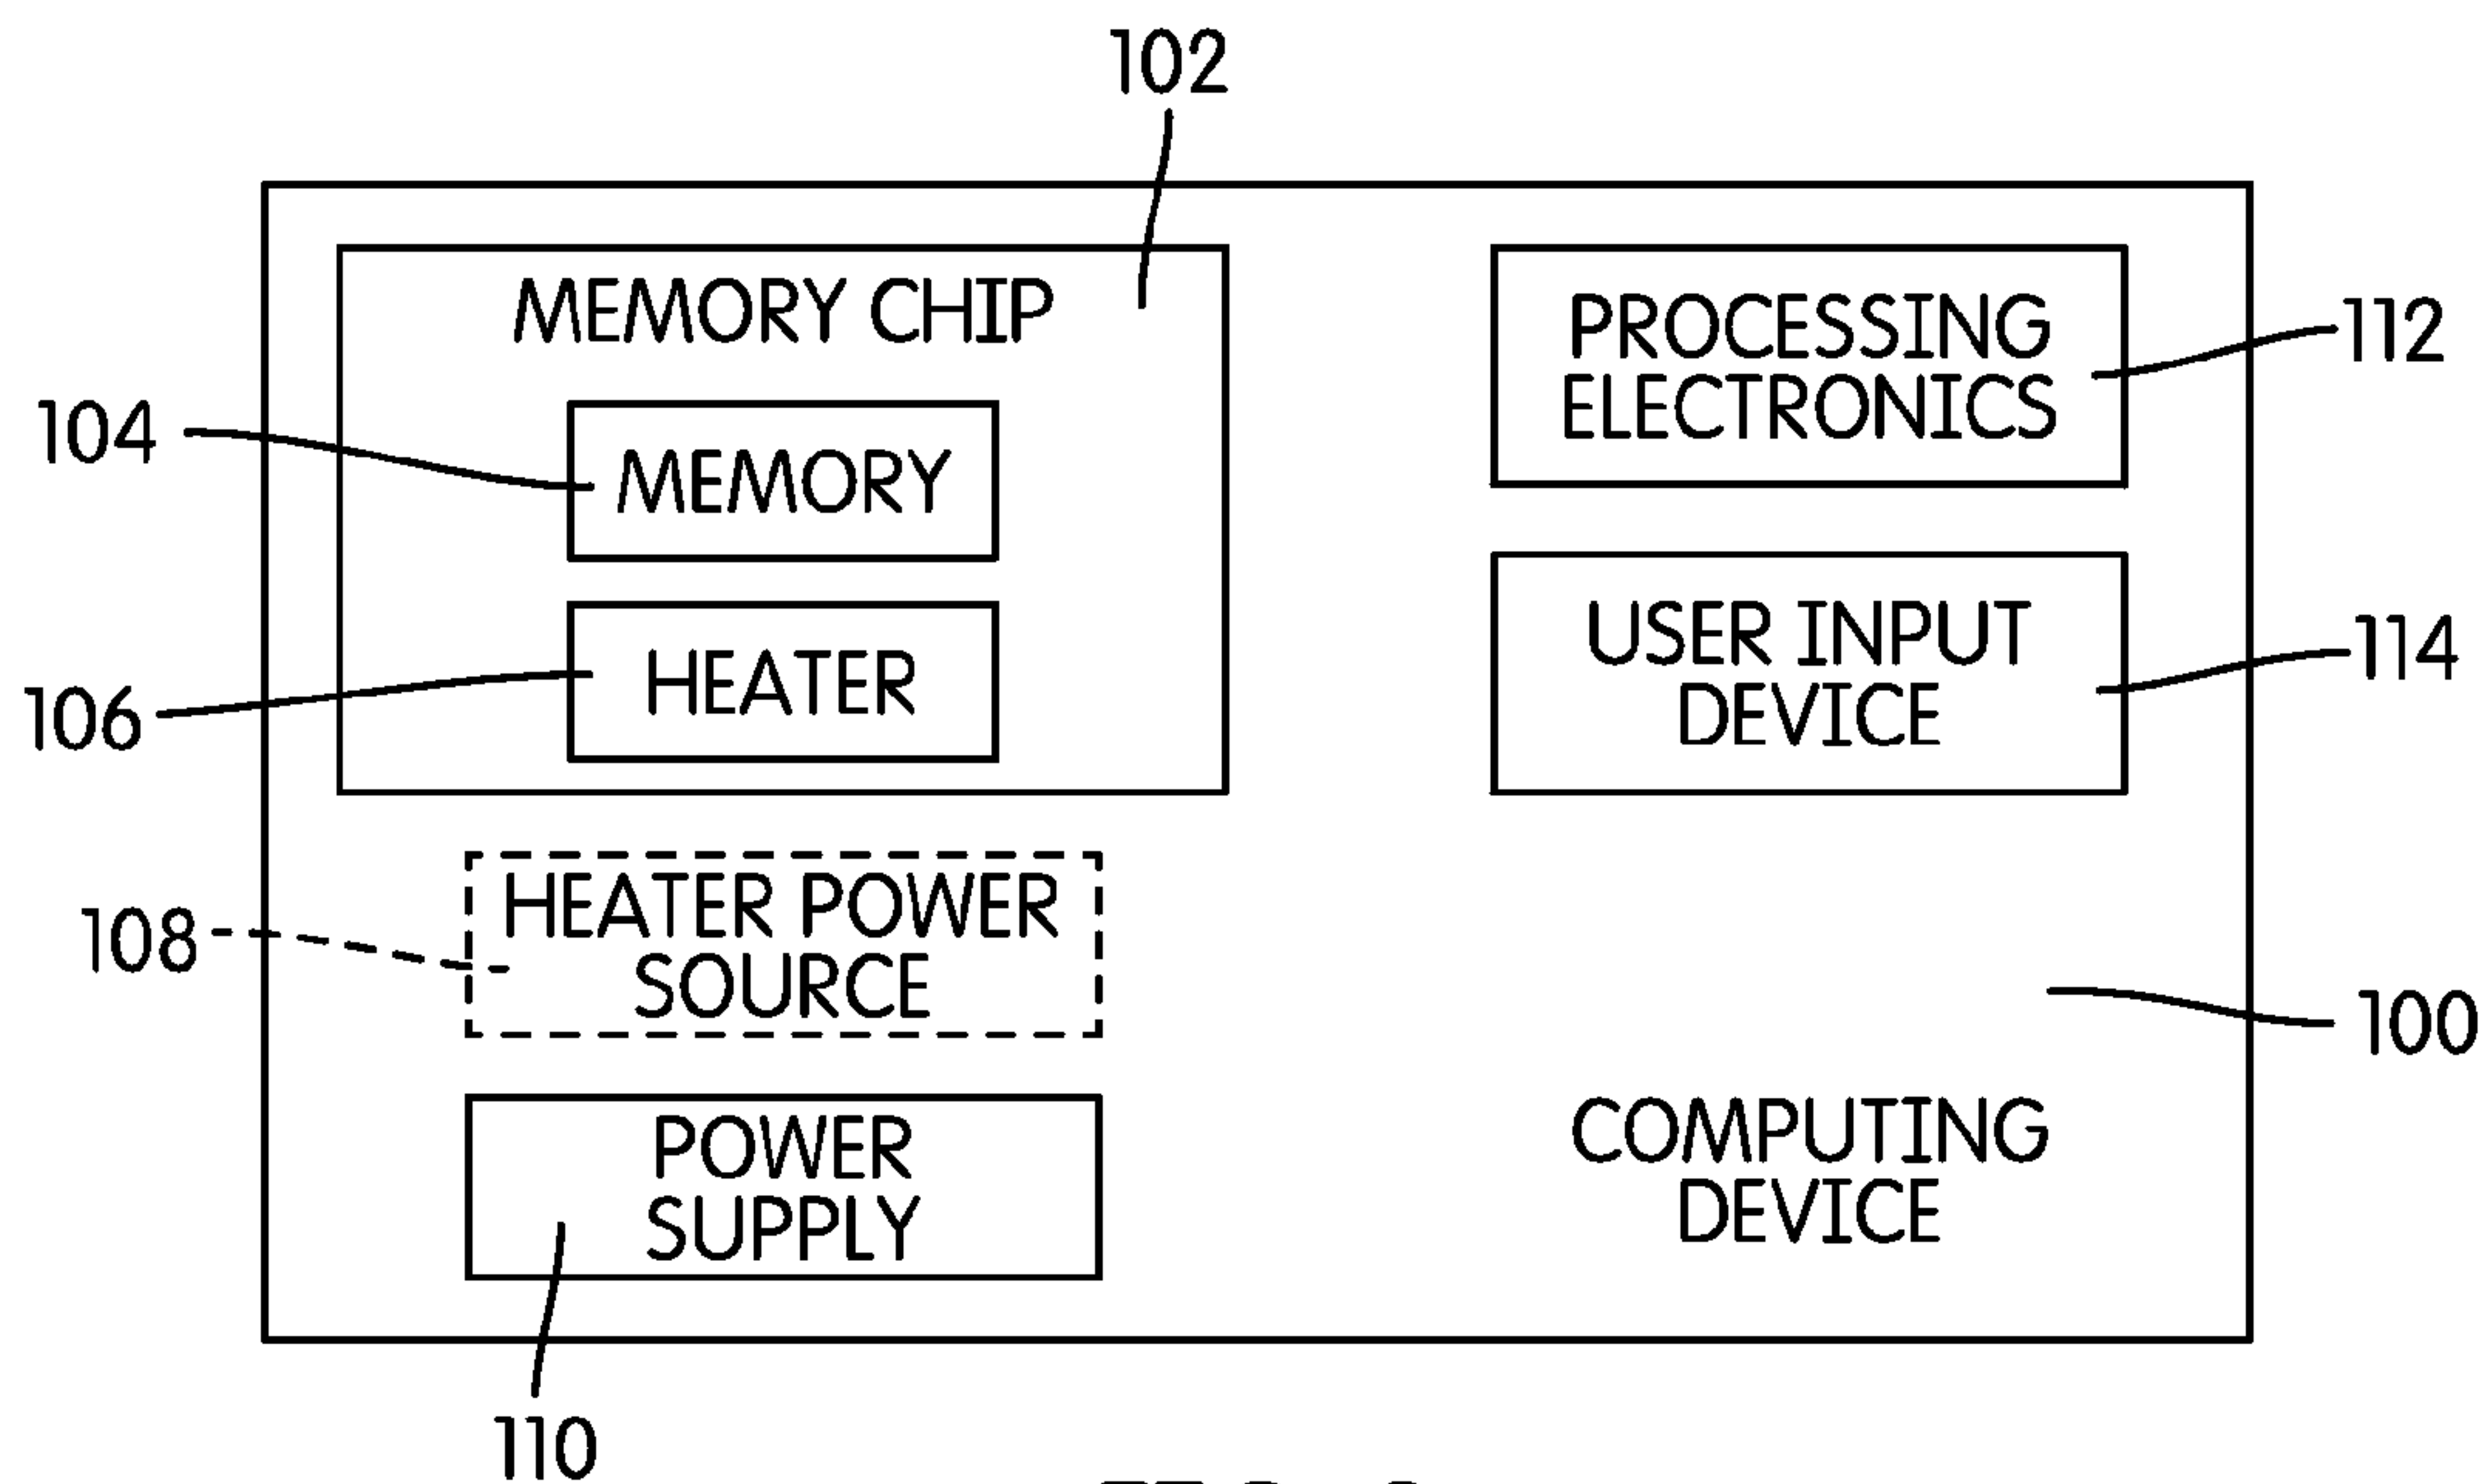 102
MEMORY CHIP
PROCESSING
ELECTRONICS
112
104
MEMORY
USER INPUT
DEVICE
114
106
HEATER
HEATER POWER
SOURCE
108
100
POWER
SUPPLY
COMPUTING
DEVICE
110